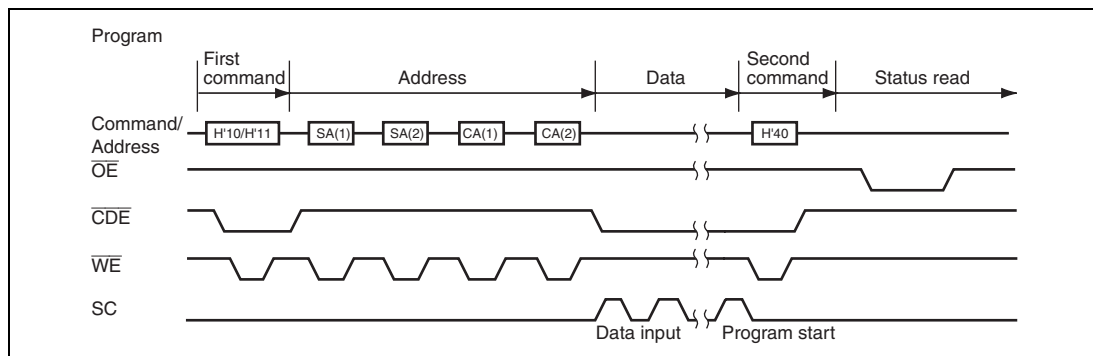 Program
First command
Address
Data
Second command
Status read
Command/
Address
H'10/H'11
SA(1)
SA(2)
CA(1)
CA(2)
H'40
OE
CDE
WE
SC
Data input
Program start